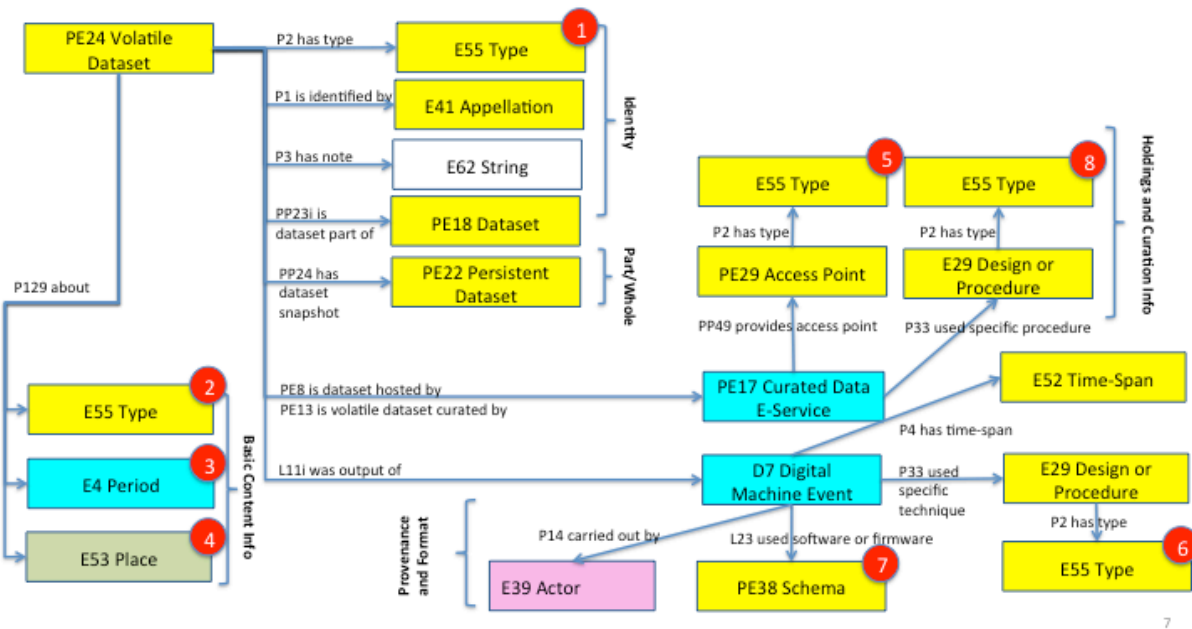 PE24 Volatile
Dataset
P2 has type
E55 Type
1
P1 is identified by
E41 Appellation
P3 has note
E62 String
PP23i is
dataset part of
PE18 Dataset
Identity
PP24 has
dataset
snapshot
PE22 Persistent
Dataset
Part/Whole
P129 about
E55 Type
2
E4 Period
3
E53 Place
4
Basic Content Info
PE8 is dataset hosted by
PE13 is volatile dataset curated by
PE17 Curated Data
E-Service
PP49 provides access point
PE29 Access Point
P2 has type
E55 Type
5
P33 used specific procedure
E29 Design or
Procedure
P2 has type
E55 Type
8
Holdings and Curation Info
L11i was output of
D7 Digital
Machine Event
P4 has time-span
E52 Time-Span
P33 used
specific
technique
E29 Design or
Procedure
P2 has type
E55 Type
6
Provenance
and Format
P14 carried out by
E39 Actor
L23 used software or firmware
PE38 Schema
7
7